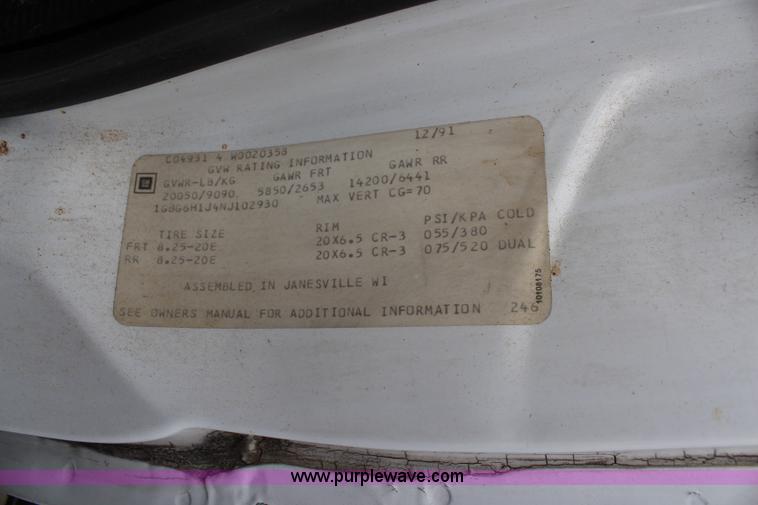 C04931 4 W0020358 12/91
GVW RATING INFORMATION
GM GVWR-LB/KG GAWR FRT GAWR RR
20050/9090 5850/2653 14200/6441
1GBG6H1J4NJ102930 MAX VERT CG=70
TIRE SIZE RIM PSI/KPA COLD
FRT 8.25-20E 20X6.5 CR-3 055/380
RR 8.25-20E 20X6.5 CR-3 075/520 DUAL
ASSEMBLED IN JANESVILLE WI
10108175
SEE OWNERS MANUAL FOR ADDITIONAL INFORMATION 246
www.purplewave.com